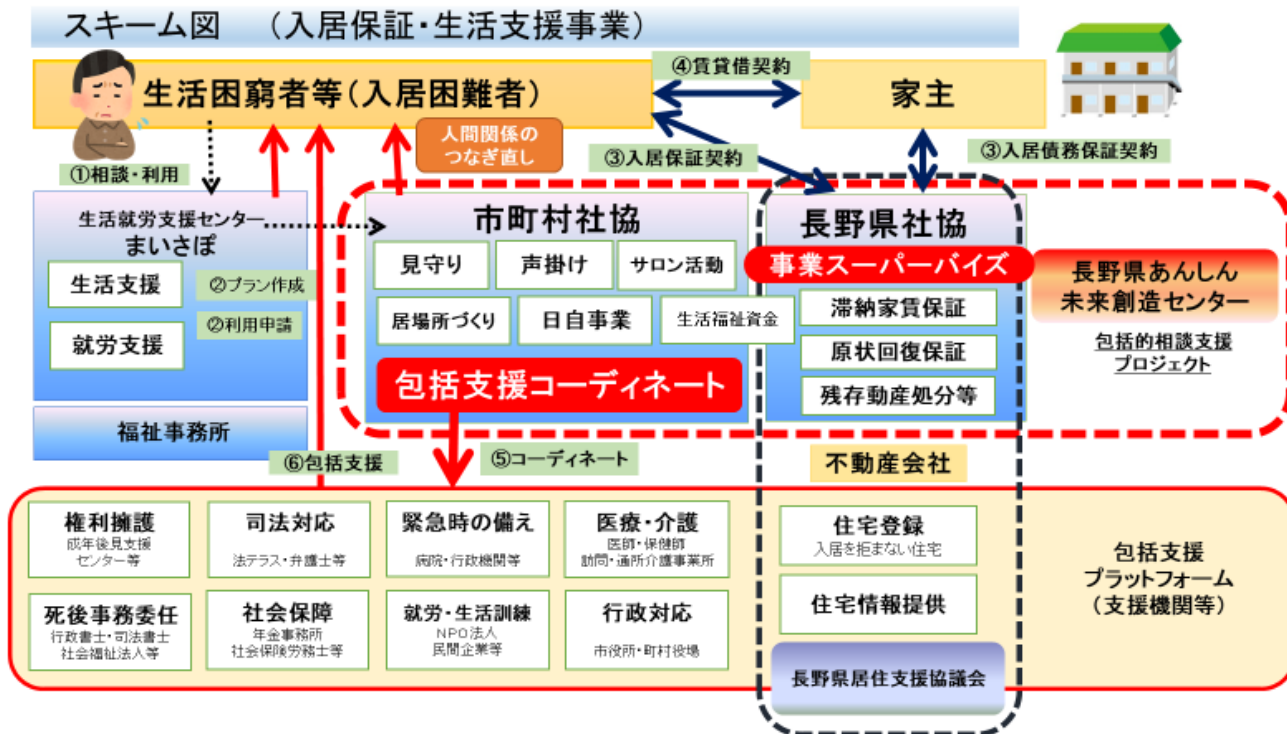 スキーム図　（入居保証・生活支援事業）
生活困窮者等（入居困難者）
④賃貸借契約
家主
人間関係の
つなぎ直し
③入居保証契約
③入居債務保証契約
①相談・利用
生活就労支援センター
まいさぽ
生活支援
②プラン作成
②利用申請
就労支援
福祉事務所
市町村社協
見守り
声掛け
サロン活動
居場所づくり
日自事業
生活福祉資金
包括支援コーディネート
長野県社協
事業スーパーバイズ
滞納家賃保証
原状回復保証
残存動産処分等
長野県あんしん
未来創造センター
包括的相談支援
プロジェクト
⑥包括支援
⑤コーディネート
不動産会社
権利擁護
成年後見支援
センター等
司法対応
法テラス・弁護士等
緊急時の備え
病院・行政機関等
医療・介護
医師・保健師
訪問・通所介護事業所
死後事務委任
行政書士・司法書士
社会福祉法人等
社会保障
年金事務所
社会保険労務士等
就労・生活訓練
NPO法人
民間企業等
行政対応
市役所・町村役場
住宅登録
入居を拒まない住宅
住宅情報提供
長野県居住支援協議会
包括支援
プラットフォーム
（支援機関等）